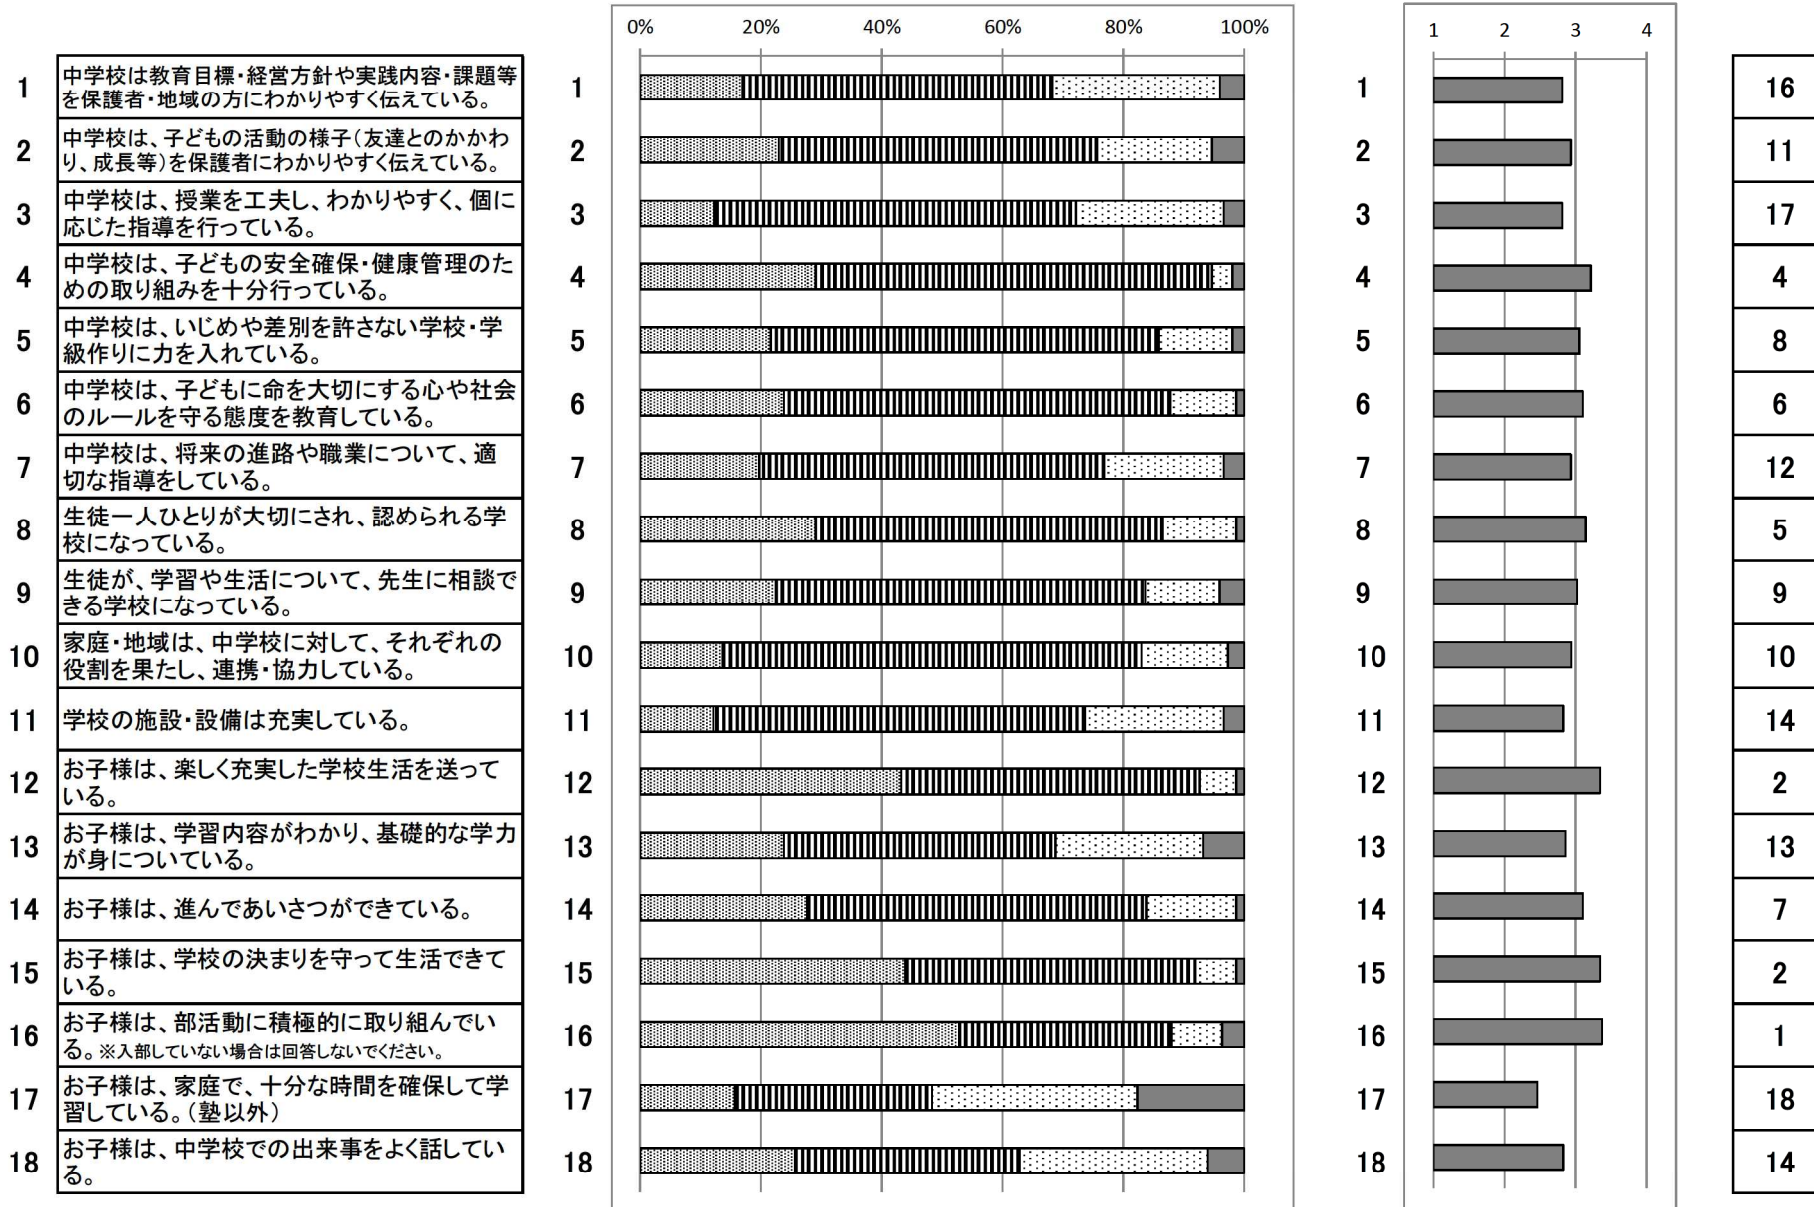 0% 20% 40% 60% 80% 100%
1 2 3 4
1 中学校は教育目標・経営方針や実践内容・課題等 1 1 16
を保護者・地域の方にわかりやすく伝えている。
2 中学校は、子どもの活動の様子(友達とのかかわ 2 2 11
り、成長等)を保護者にわかりやすく伝えている。
3 中学校は、授業を工夫し、わかりやすく、個に 3 3 17
応じた指導を行っている。
4 中学校は、子どもの安全確保・健康管理のた 4 4 4
めの取り組みを十分行っている。
5 中学校は、いじめや差別を許さない学校・学 5 5 8
級作りに力を入れている。
6 中学校は、子どもに命を大切にする心や社会 6 6 6
のルールを守る態度を教育している。
7 中学校は、将来の進路や職業について、適 7 7 12
切な指導をしている。
8 生徒一人ひとりが大切にされ、認められる学 8 8 5
校になっている。
9 生徒が、学習や生活について、先生に相談で 9 9 9
きる学校になっている。
10 家庭・地域は、中学校に対して、それぞれの 10 10 10
役割を果たし、連携・協力している。
11 学校の施設・設備は充実している。 11 11 14
12 お子様は、楽しく充実した学校生活を送って 12 12 2
いる。
13 お子様は、学習内容がわかり、基礎的な学力 13 13 13
が身についている。
14 お子様は、進んであいさつができている。 14 14 7
15 お子様は、学校の決まりを守って生活できて 15 15 2
いる。
16 お子様は、部活動に積極的に取り組んでい 16 16 1
る。※入部していない場合は回答しないでください。
17 お子様は、家庭で、十分な時間を確保して学 17 17 18
習している。(塾以外)
18 お子様は、中学校での出来事をよく話してい 18 18 14
る。